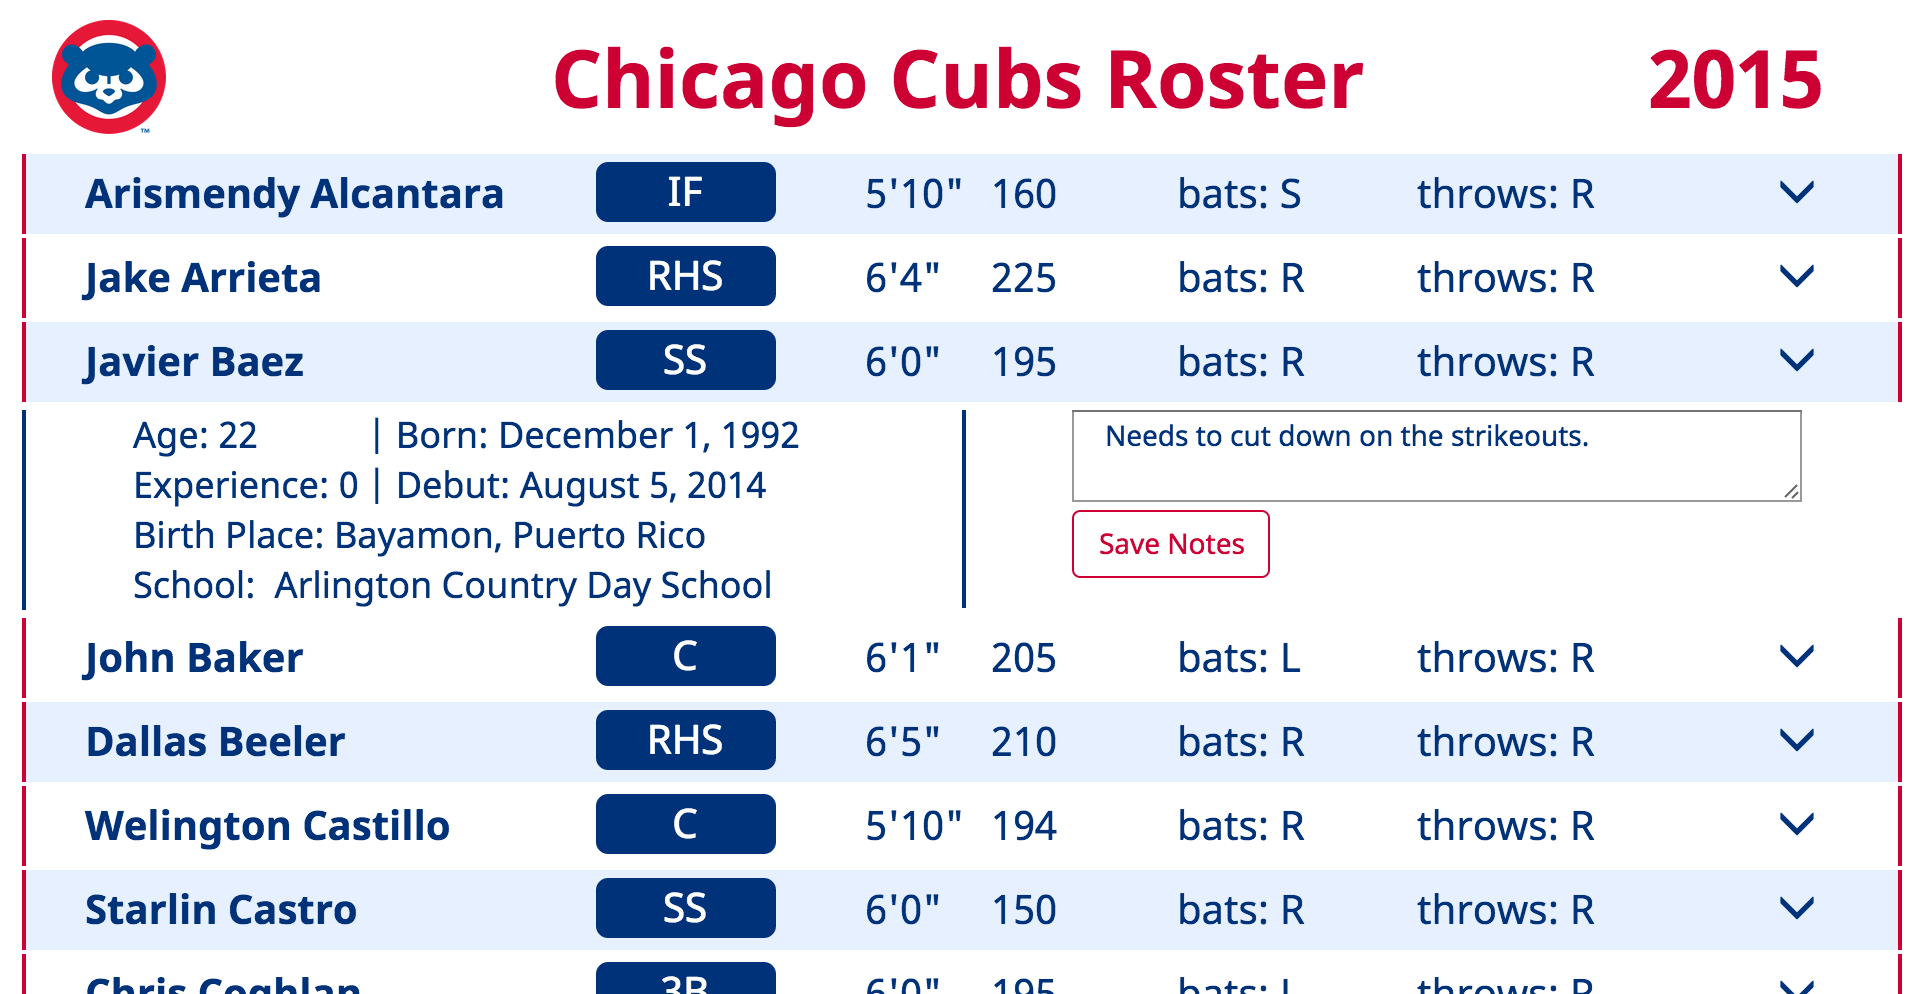 Chicago Cubs Roster 2015
TM
Arismendy Alcantara IF 5'10" 160 bats: S throws: R
Jake Arrieta RHS 6'4" 225 bats: R throws: R
Javier Baez SS 6'0" 195 bats: R throws: R
Age: 22 | Born: December 1, 1992
Experience: 0 | Debut: August 5, 2014
Birth Place: Bayamon, Puerto Rico
School: Arlington Country Day School
Needs to cut down on the strikeouts.
Save Notes
John Baker C 6'1" 205 bats: L throws: R
Dallas Beeler RHS 6'5" 210 bats: R throws: R
Welington Castillo C 5'10" 194 bats: R throws: R
Starlin Castro SS 6'0" 150 bats: R throws: R
Chris Coghlan 3B 6'0" 195 bats: L throws: R